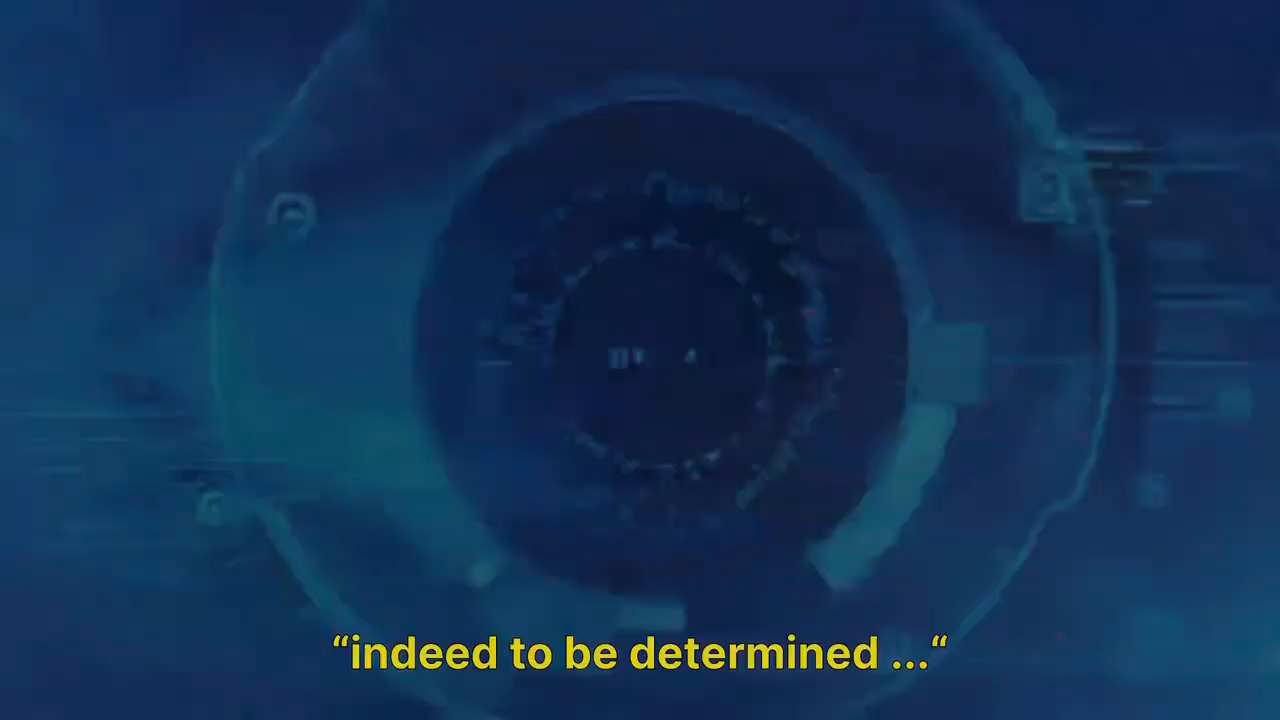 “indeed to be determined ...“